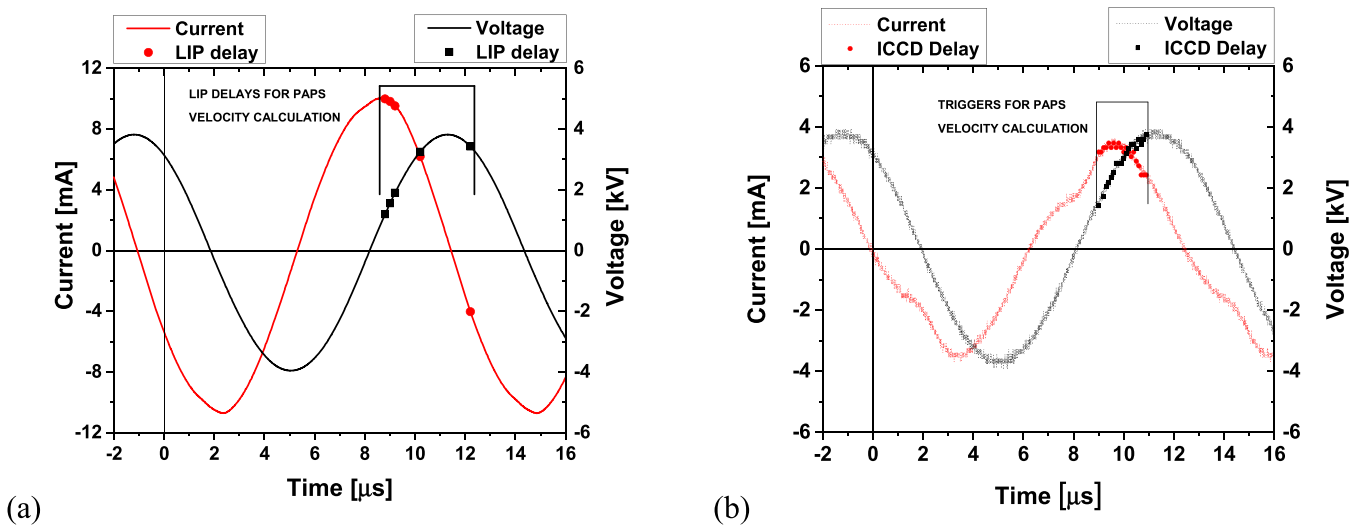 Current
LIP delay
Voltage
LIP delay
LIP DELAYS FOR PAPS
VELOCITY CALCULATION
12
8
4
0
-4
-8
-12
6
4
2
0
-2
-4
-6
-2 0 2 4 6 8 10 12 14 16
Current [mA]
Voltage [kV]
Time [μs]
(a)
Current
ICCD Delay
Voltage
ICCD Delay
TRIGGERS FOR PAPS
VELOCITY CALCULATION
6
4
2
0
-2
-4
-6
6
4
2
0
-2
-4
-6
-2 0 2 4 6 8 10 12 14 16
Current [mA]
Voltage [kV]
Time [μs]
(b)